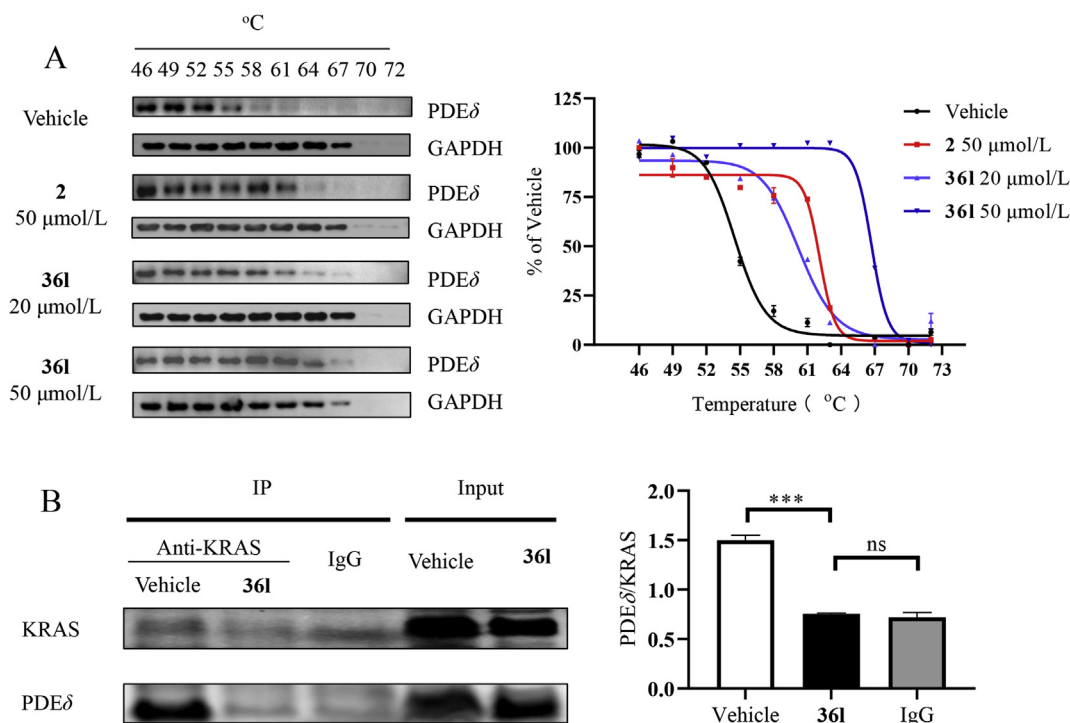 A
°C
46 49 52 55 58 61 64 67 70 72
Vehicle
PDEδ
GAPDH
2
50 μmol/L
PDEδ
GAPDH
36l
20 μmol/L
PDEδ
GAPDH
36l
50 μmol/L
PDEδ
GAPDH
% of Vehicle
125
100
75
50
25
0
46 49 52 55 58 61 64 67 70 73
Temperature ( °C)
Vehicle
2 50 μmol/L
36l 20 μmol/L
36l 50 μmol/L
B
IP Input
Anti-KRAS IgG Vehicle 36l
Vehicle 36l
KRAS
PDEδ
PDEδ/KRAS
2.0
1.5
1.0
0.5
0.0
***
ns
Vehicle 36l IgG